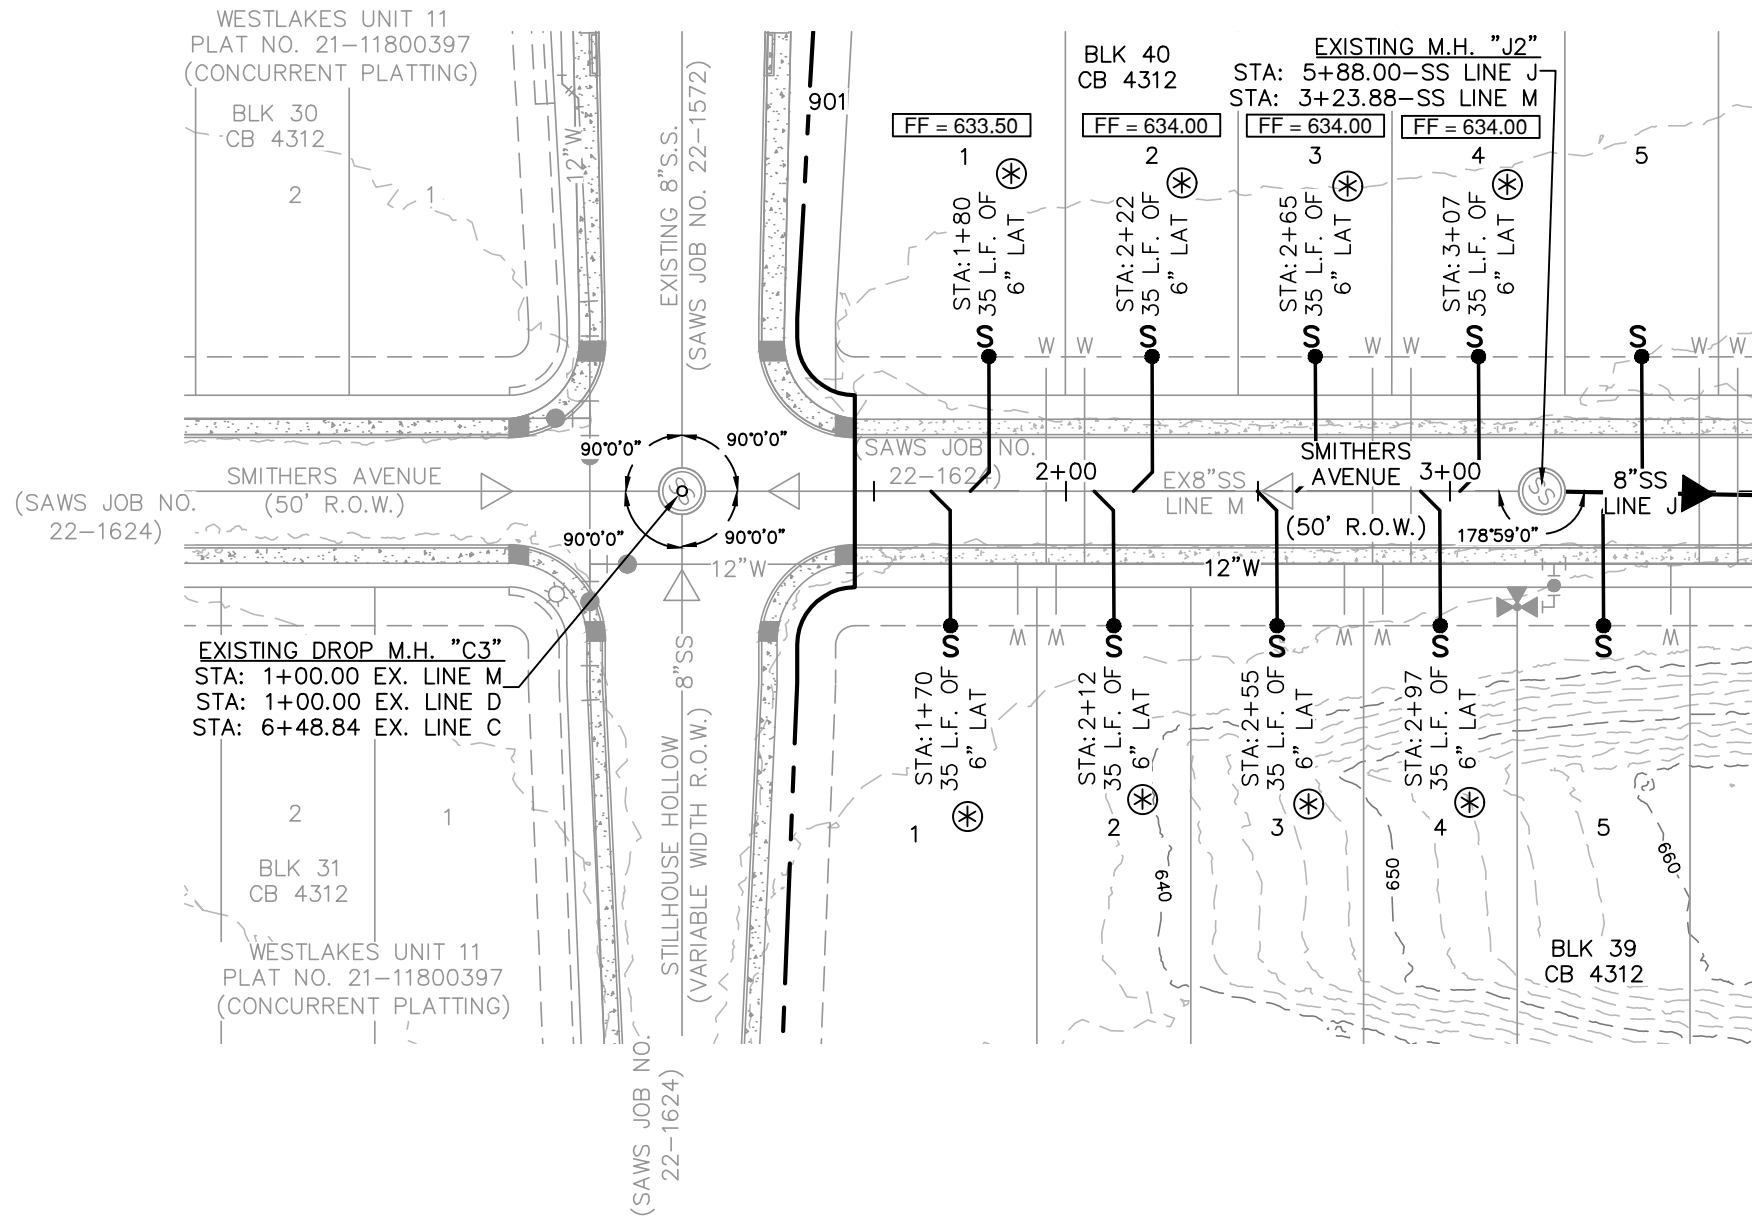 WESTLAKES UNIT 11
PLAT NO. 21-11800397
(CONCURRENT PLATTING)
BLK 30
CB 4312
2
1
12"W
EXISTING 8"S.S.
(SAWS JOB NO. 22-1572)
901
BLK 40
CB 4312
EXISTING M.H. "J2"
STA: 5+88.00-SS LINE J
STA: 3+23.88-SS LINE M
FF = 633.50
FF = 634.00
FF = 634.00
FF = 634.00
1
2
3
4
5
STA: 1+80
35 L.F. OF
6" LAT
STA: 2+22
35 L.F. OF
6" LAT
STA: 2+65
35 L.F. OF
6" LAT
STA: 3+07
35 L.F. OF
6" LAT
S
S
S
S
S
W
W
W
W
W
W
90°0'0"
90°0'0"
(SAWS JOB NO.
22-1624)
SMITHERS AVENUE
(50' R.O.W.)
(SAWS JOB NO.
22-1624)
SS
2+00
EX8"SS
LINE M
SMITHERS
AVENUE
(50' R.O.W.)
3+00
SS
8"SS
LINE J
178°59'0"
90°0'0"
90°0'0"
12"W
12"W
8"SS
W
W
W
W
W
S
S
S
S
S
EXISTING DROP M.H. "C3"
STA: 1+00.00 EX. LINE M
STA: 1+00.00 EX. LINE D
STA: 6+48.84 EX. LINE C
STA: 1+70
35 L.F. OF
6" LAT
STA: 2+12
35 L.F. OF
6" LAT
STA: 2+55
35 L.F. OF
6" LAT
STA: 2+97
35 L.F. OF
6" LAT
2
1
1
2
3
4
5
BLK 31
CB 4312
STILLHOUSE HOLLOW
(VARIABLE WIDTH R.O.W.)
640
650
660
WESTLAKES UNIT 11
PLAT NO. 21-11800397
(CONCURRENT PLATTING)
BLK 39
CB 4312
(SAWS JOB NO.
22-1624)